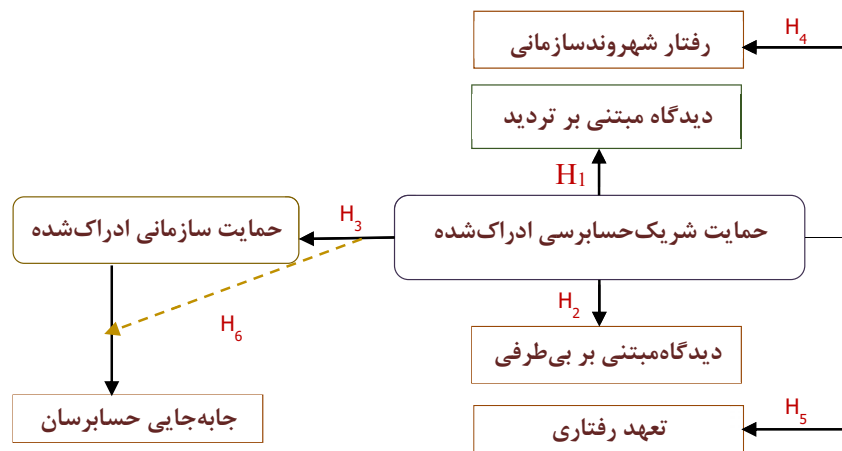 رفتار شهروندسازمانی
H4
دیدگاه مبتنی بر تردید
H1
حمایت شریک‌حسابرسی ادراک‌شده
H3
حمایت سازمانی ادراک‌شده
H2
H6
دیدگاه‌مبتنی بر بی‌طرفی
جابه‌جایی حسابرسان
تعهد رفتاری
H5